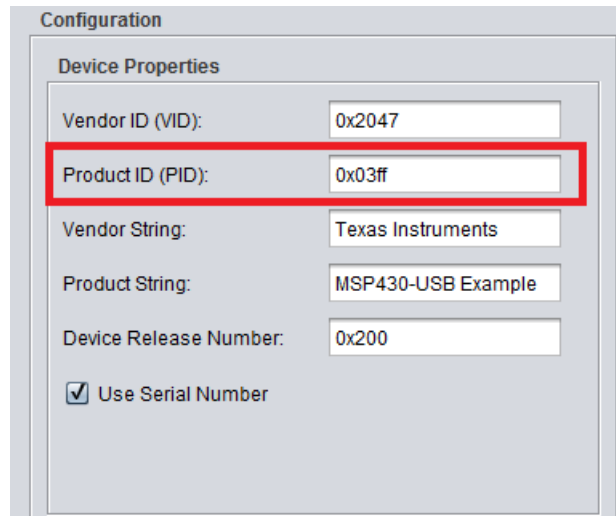 Configuration
Device Properties
Vendor ID (VID): 0x2047
Product ID (PID): 0x03ff
Vendor String: Texas Instruments
Product String: MSP430-USB Example
Device Release Number: 0x200
Use Serial Number